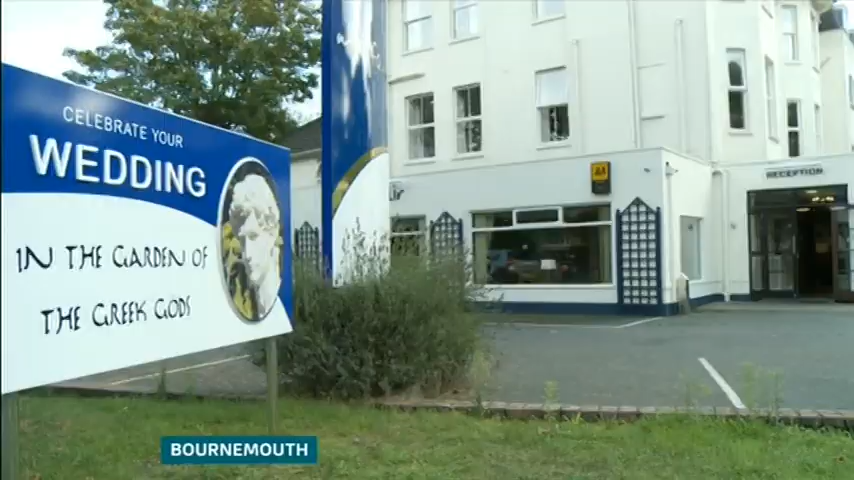 CELEBRATE YOUR
WEDDING
IN THE GARDEN OF
THE GREEK GODS
AA
RECEPTION
BOURNEMOUTH